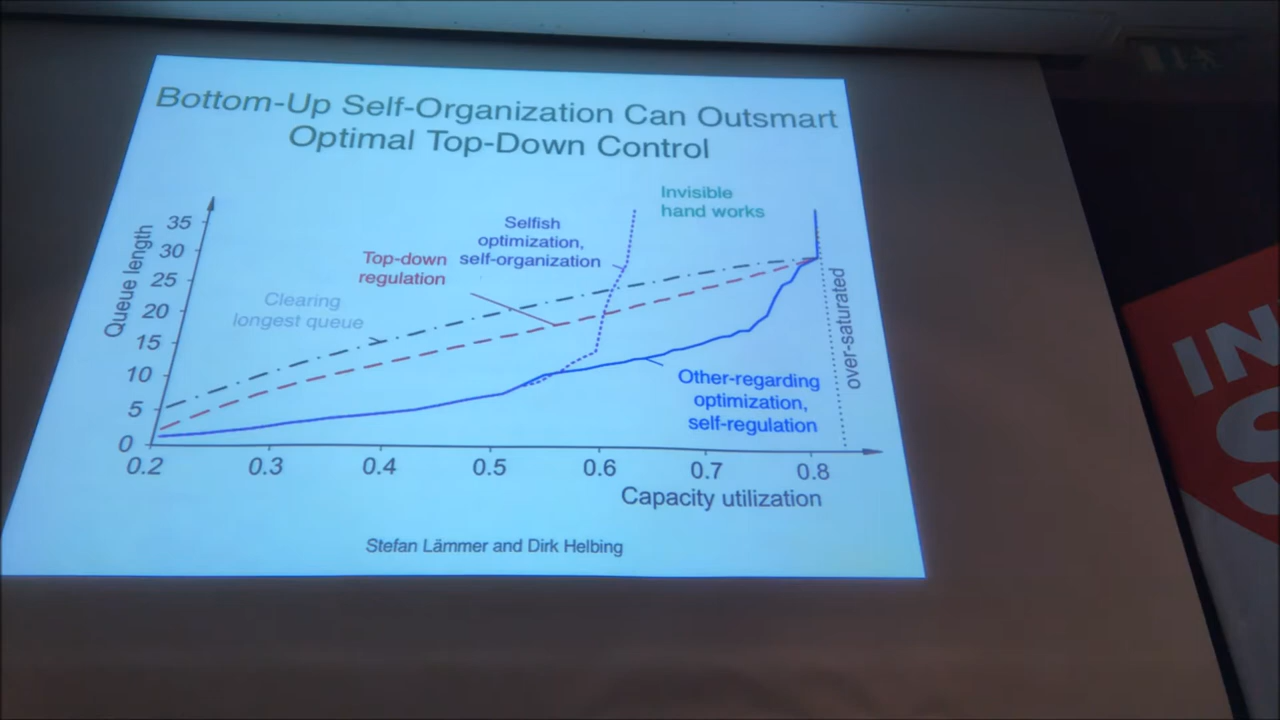 Bottom-Up Self-Organization Can Outsmart
Optimal Top-Down Control
Invisible
hand works
Selfish
optimization,
self-organization
Top-down
regulation
Clearing
longest queue
Queue length
35
30
25
20
15
10
5
0
Other-regarding
optimization,
self-regulation
over-saturated
0.2 0.3 0.4 0.5 0.6 0.7 0.8
Capacity utilization
Stefan Lämmer and Dirk Helbing
IN
S